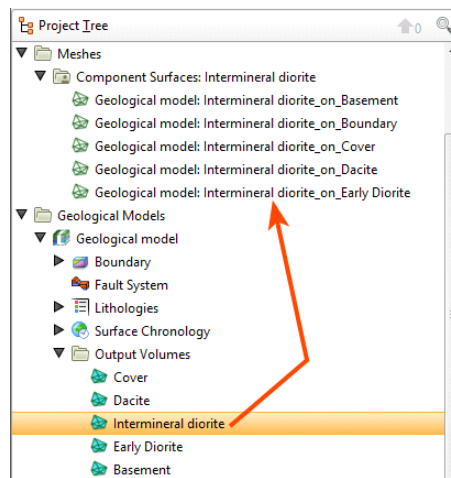 Project Tree 0
Meshes
Component Surfaces: Intermineral diorite
Geological model: Intermineral diorite_on_Basement
Geological model: Intermineral diorite_on_Boundary
Geological model: Intermineral diorite_on_Cover
Geological model: Intermineral diorite_on_Dacite
Geological model: Intermineral diorite_on_Early Diorite
Geological Models
Geological model
Boundary
Fault System
Lithologies
Surface Chronology
Output Volumes
Cover
Dacite
Intermineral diorite
Early Diorite
Basement